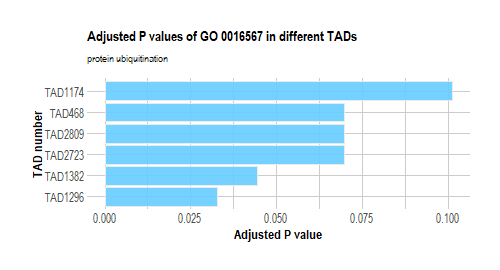 Adjusted P values of GO 0016567 in different TADs
protein ubiquitination
TAD number
TAD1174
TAD468
TAD2809
TAD2723
TAD1382
TAD1296
0.000 0.025 0.050 0.075 0.100
Adjusted P value